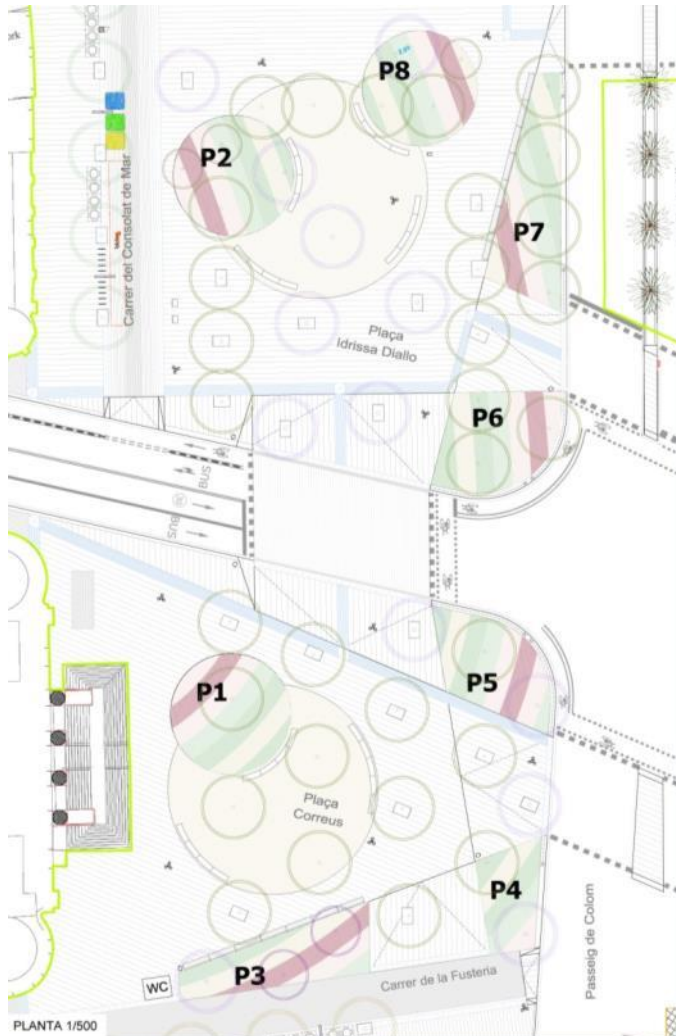 P8
P2
P7
Carrer del Consolat de Mar
Plaça
Idrissa Diallo
P6
BUS
BUS
P5
P1
Plaça
Correus
P4
P3
WC
Carrer de la Fusteria
Passeig de Colom
PLANTA 1/500